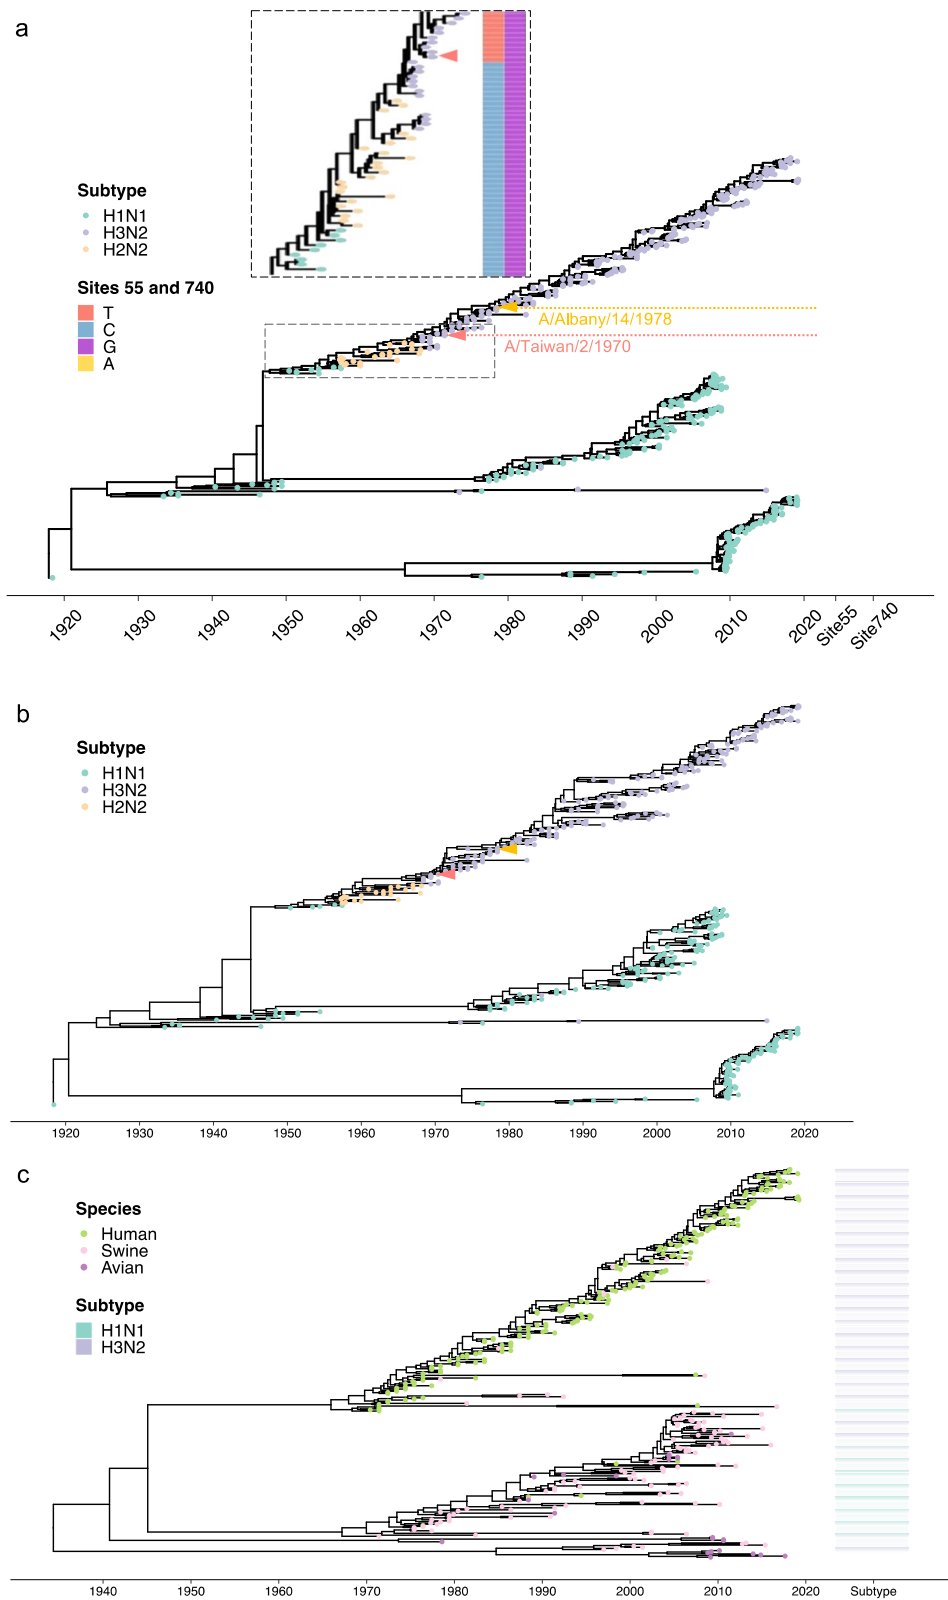 a
Subtype
H1N1
H3N2
H2N2
Sites 55 and 740
T
C
G
A
A/Albany/14/1978
A/Taiwan/2/1970
1920 1930 1940 1950 1960 1970 1980 1990 2000 2010 2020 Site55 Site740
b
Subtype
H1N1
H3N2
H2N2
1920 1930 1940 1950 1960 1970 1980 1990 2000 2010 2020
c
Species
Human
Swine
Avian
Subtype
H1N1
H3N2
1940 1950 1960 1970 1980 1990 2000 2010 2020 Subtype